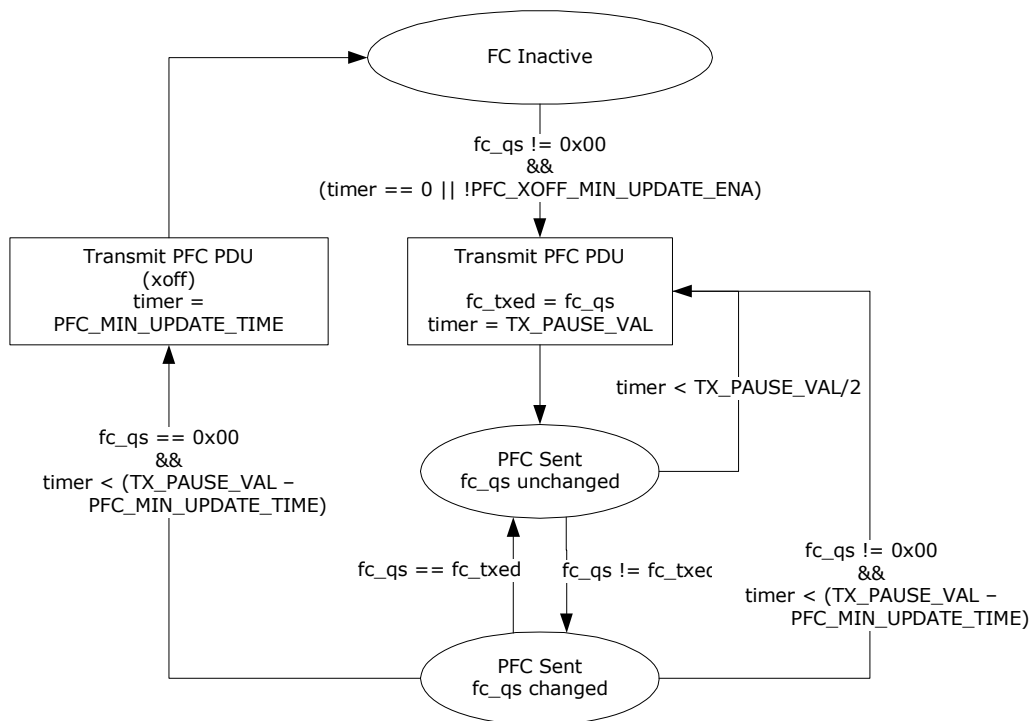 FC Inactive
fc_qs != 0x00
&&
(timer == 0 || !PFC_XOFF_MIN_UPDATE_ENA)
Transmit PFC PDU
(xoff)
timer =
PFC_MIN_UPDATE_TIME
Transmit PFC PDU
fc_txed = fc_qs
timer = TX_PAUSE_VAL
timer < TX_PAUSE_VAL/2
fc_qs == 0x00
&&
timer < (TX_PAUSE_VAL –
PFC_MIN_UPDATE_TIME)
PFC Sent
fc_qs unchanged
fc_qs == fc_txed
fc_qs != fc_txed
fc_qs != 0x00
&&
timer < (TX_PAUSE_VAL –
PFC_MIN_UPDATE_TIME)
PFC Sent
fc_qs changed